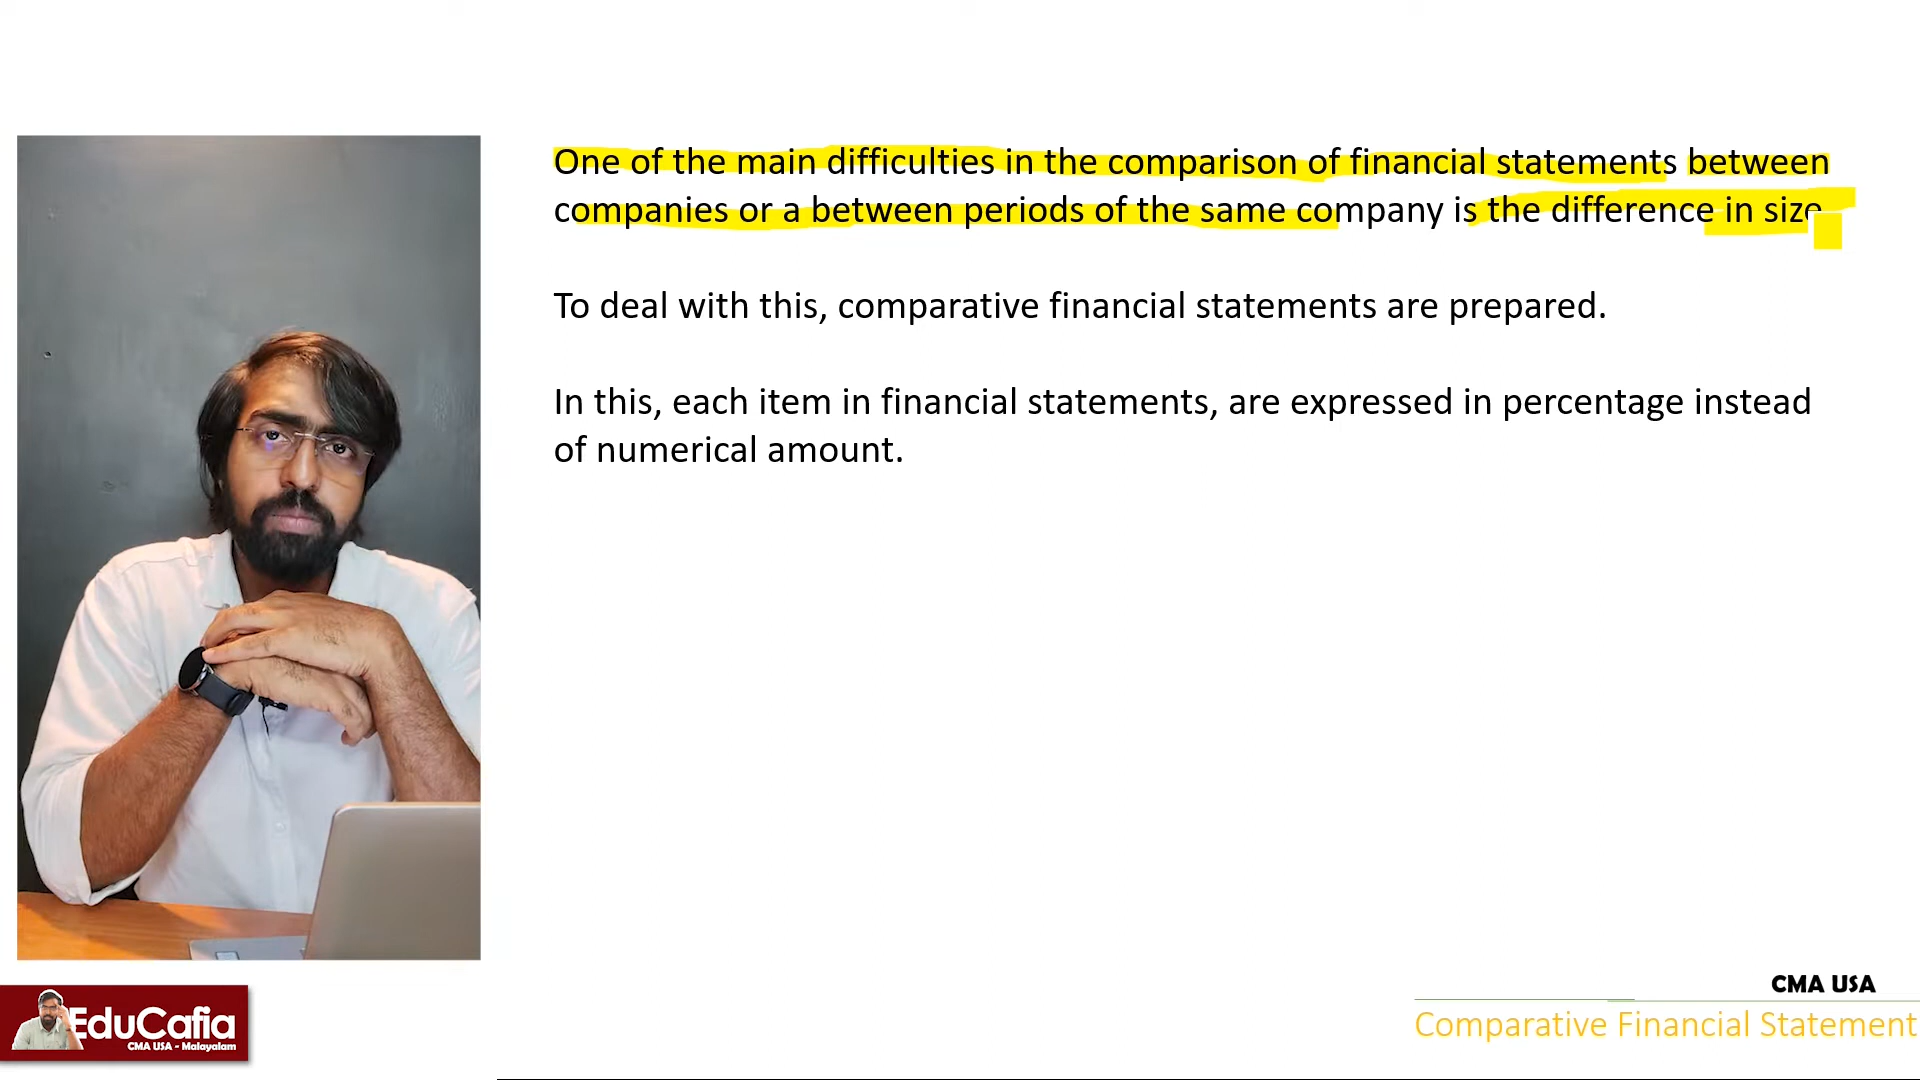 One of the main difficulties in the comparison of financial statements between
companies or a between periods of the same company is the difference in size
To deal with this, comparative financial statements are prepared.
In this, each item in financial statements, are expressed in percentage instead
of numerical amount.
CMA USA
Comparative Financial Statement
EduCafia
CMA USA - Malayalam